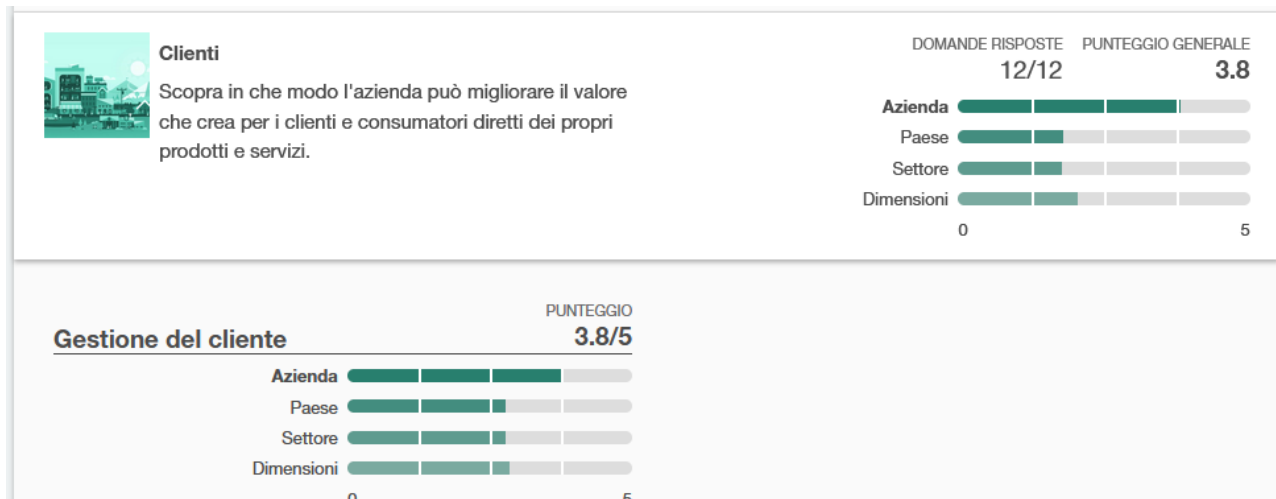 Clienti
Scopra in che modo l'azienda può migliorare il valore
che crea per i clienti e consumatori diretti dei propri
prodotti e servizi.
DOMANDE RISPOSTE PUNTEGGIO GENERALE
12/12 3.8
Azienda
Paese
Settore
Dimensioni
0 5
PUNTEGGIO
Gestione del cliente 3.8/5
Azienda
Paese
Settore
Dimensioni
0 5